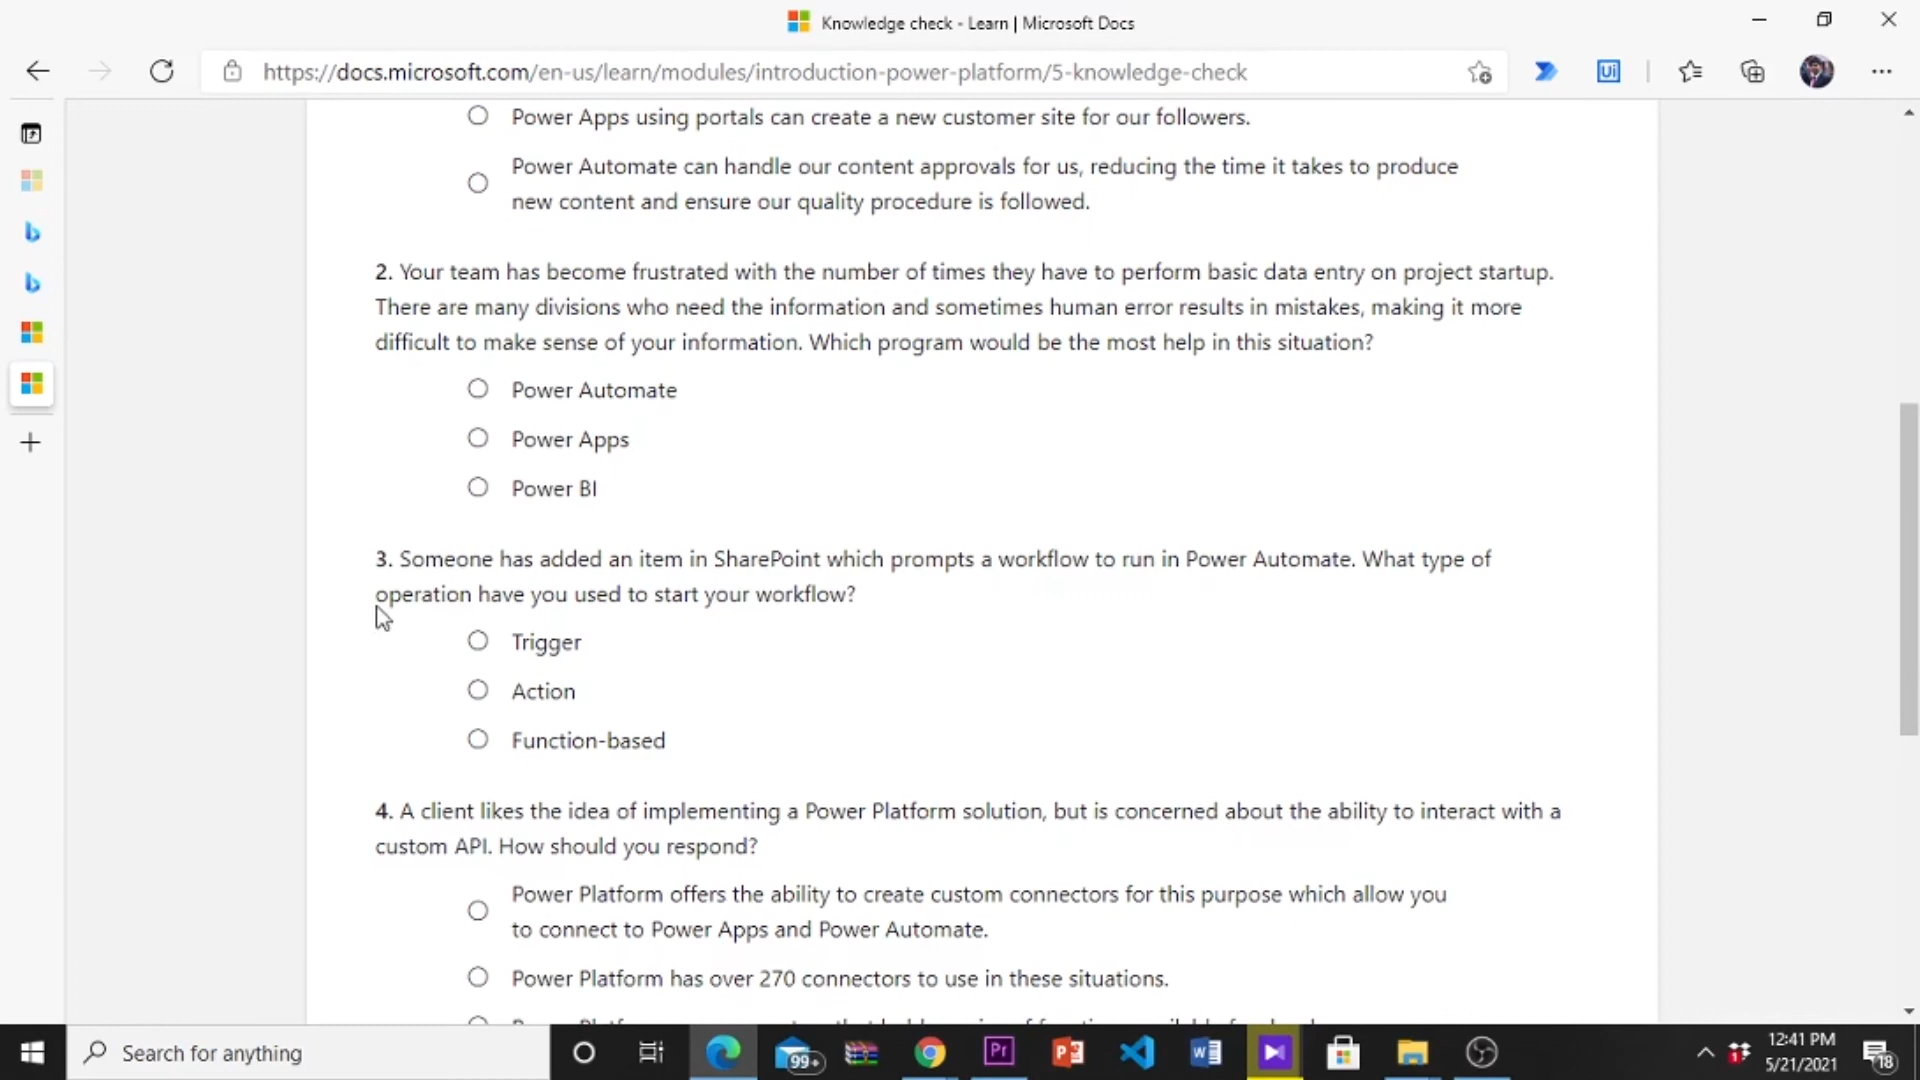 Knowledge check - Learn | Microsoft Docs
https://docs.microsoft.com/en-us/learn/modules/introduction-power-platform/5-knowledge-check
Power Apps using portals can create a new customer site for our followers.
Power Automate can handle our content approvals for us, reducing the time it takes to produce
new content and ensure our quality procedure is followed.
2. Your team has become frustrated with the number of times they have to perform basic data entry on project startup.
There are many divisions who need the information and sometimes human error results in mistakes, making it more
difficult to make sense of your information. Which program would be the most help in this situation?
Power Automate
Power Apps
Power BI
3. Someone has added an item in SharePoint which prompts a workflow to run in Power Automate. What type of
operation have you used to start your workflow?
Trigger
Action
Function-based
4. A client likes the idea of implementing a Power Platform solution, but is concerned about the ability to interact with a
custom API. How should you respond?
Power Platform offers the ability to create custom connectors for this purpose which allow you
to connect to Power Apps and Power Automate.
Power Platform has over 270 connectors to use in these situations.
Search for anything
99+
Pr
12:41 PM
5/21/2021
18